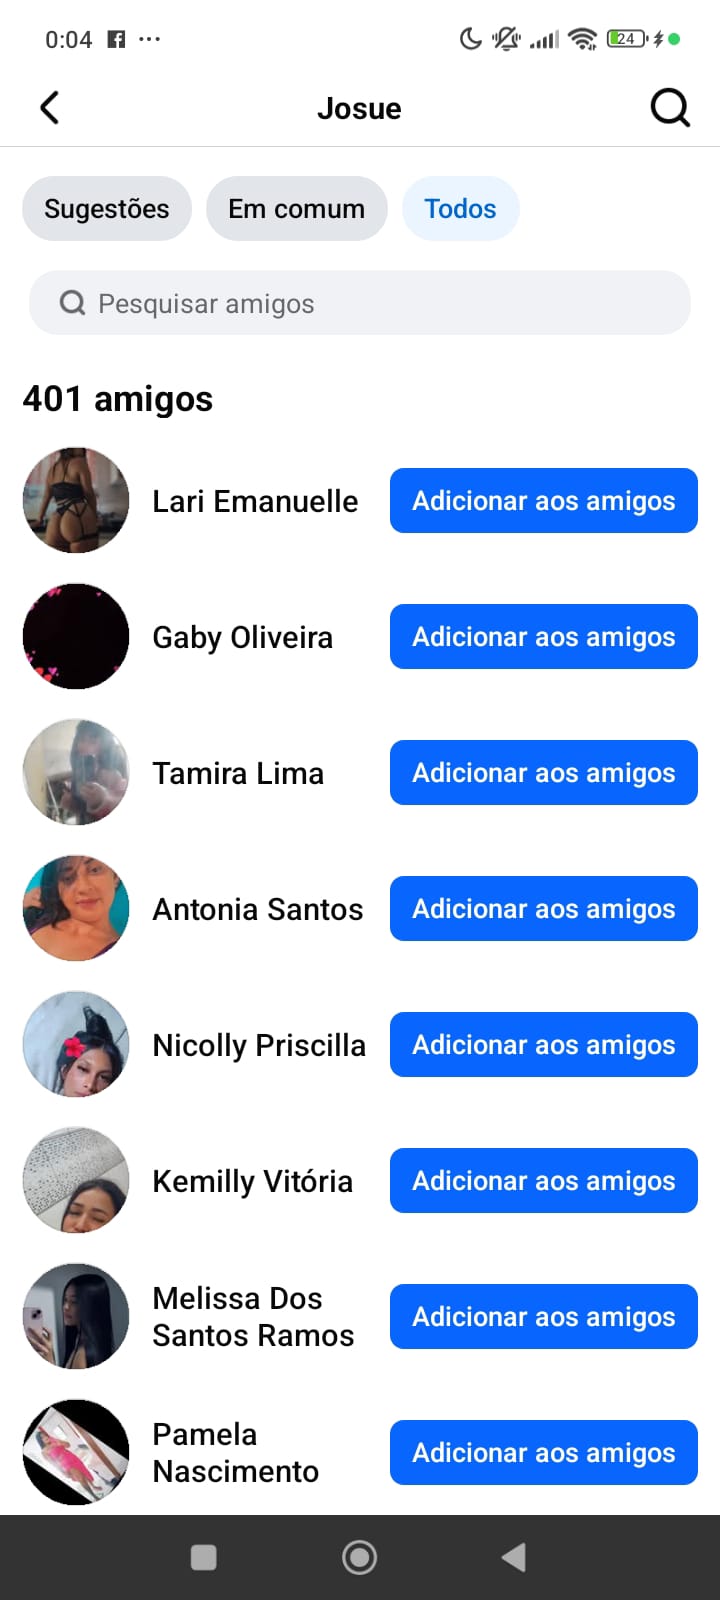 0:04
24
Josue
Sugestões Em comum Todos
Pesquisar amigos
401 amigos
Lari Emanuelle Adicionar aos amigos
Gaby Oliveira Adicionar aos amigos
Tamira Lima Adicionar aos amigos
Antonia Santos Adicionar aos amigos
Nicolly Priscilla Adicionar aos amigos
Kemilly Vitória Adicionar aos amigos
Melissa Dos
Santos Ramos Adicionar aos amigos
Pamela
Nascimento Adicionar aos amigos